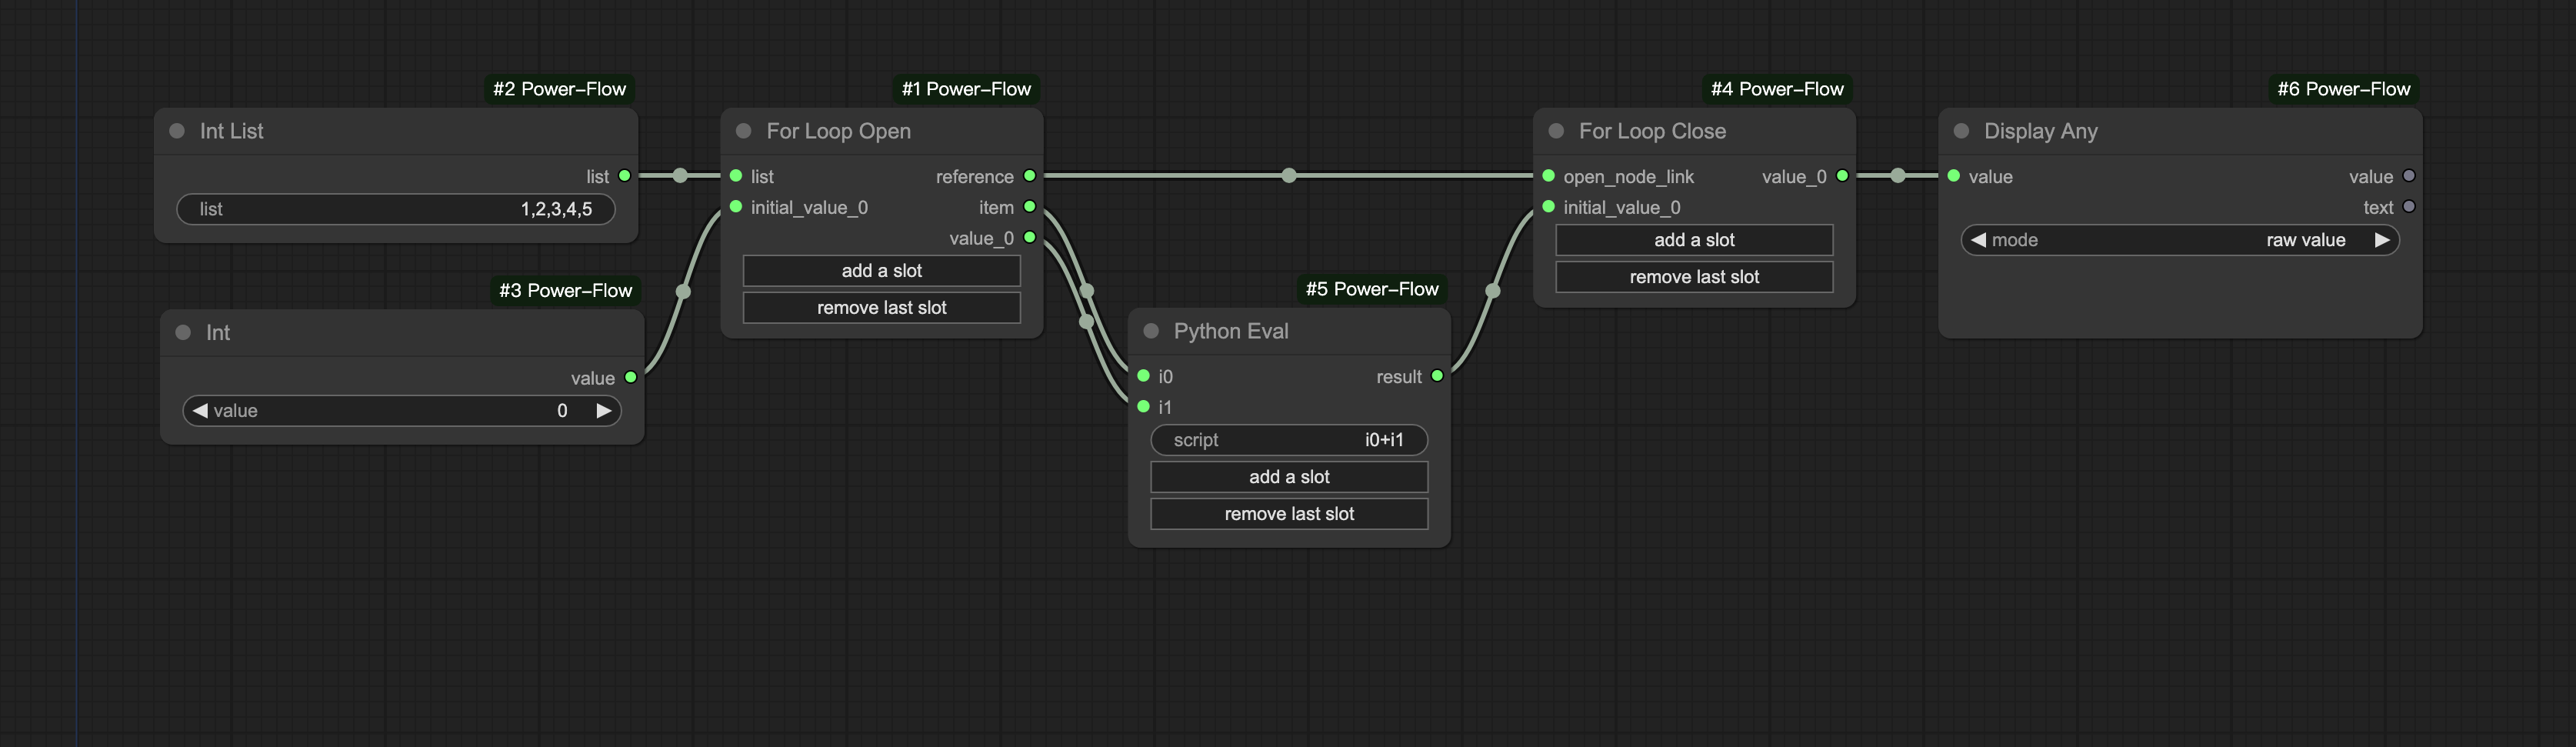 #2 Power-Flow
Int List
list
list 1,2,3,4,5
#3 Power-Flow
Int
value
value 0
#1 Power-Flow
For Loop Open
list reference
initial_value_0 item
value_0
add a slot
remove last slot
#5 Power-Flow
Python Eval
i0 result
i1
script i0+i1
add a slot
remove last slot
#4 Power-Flow
For Loop Close
open_node_link value_0
initial_value_0
add a slot
remove last slot
#6 Power-Flow
Display Any
value value
text
mode raw value